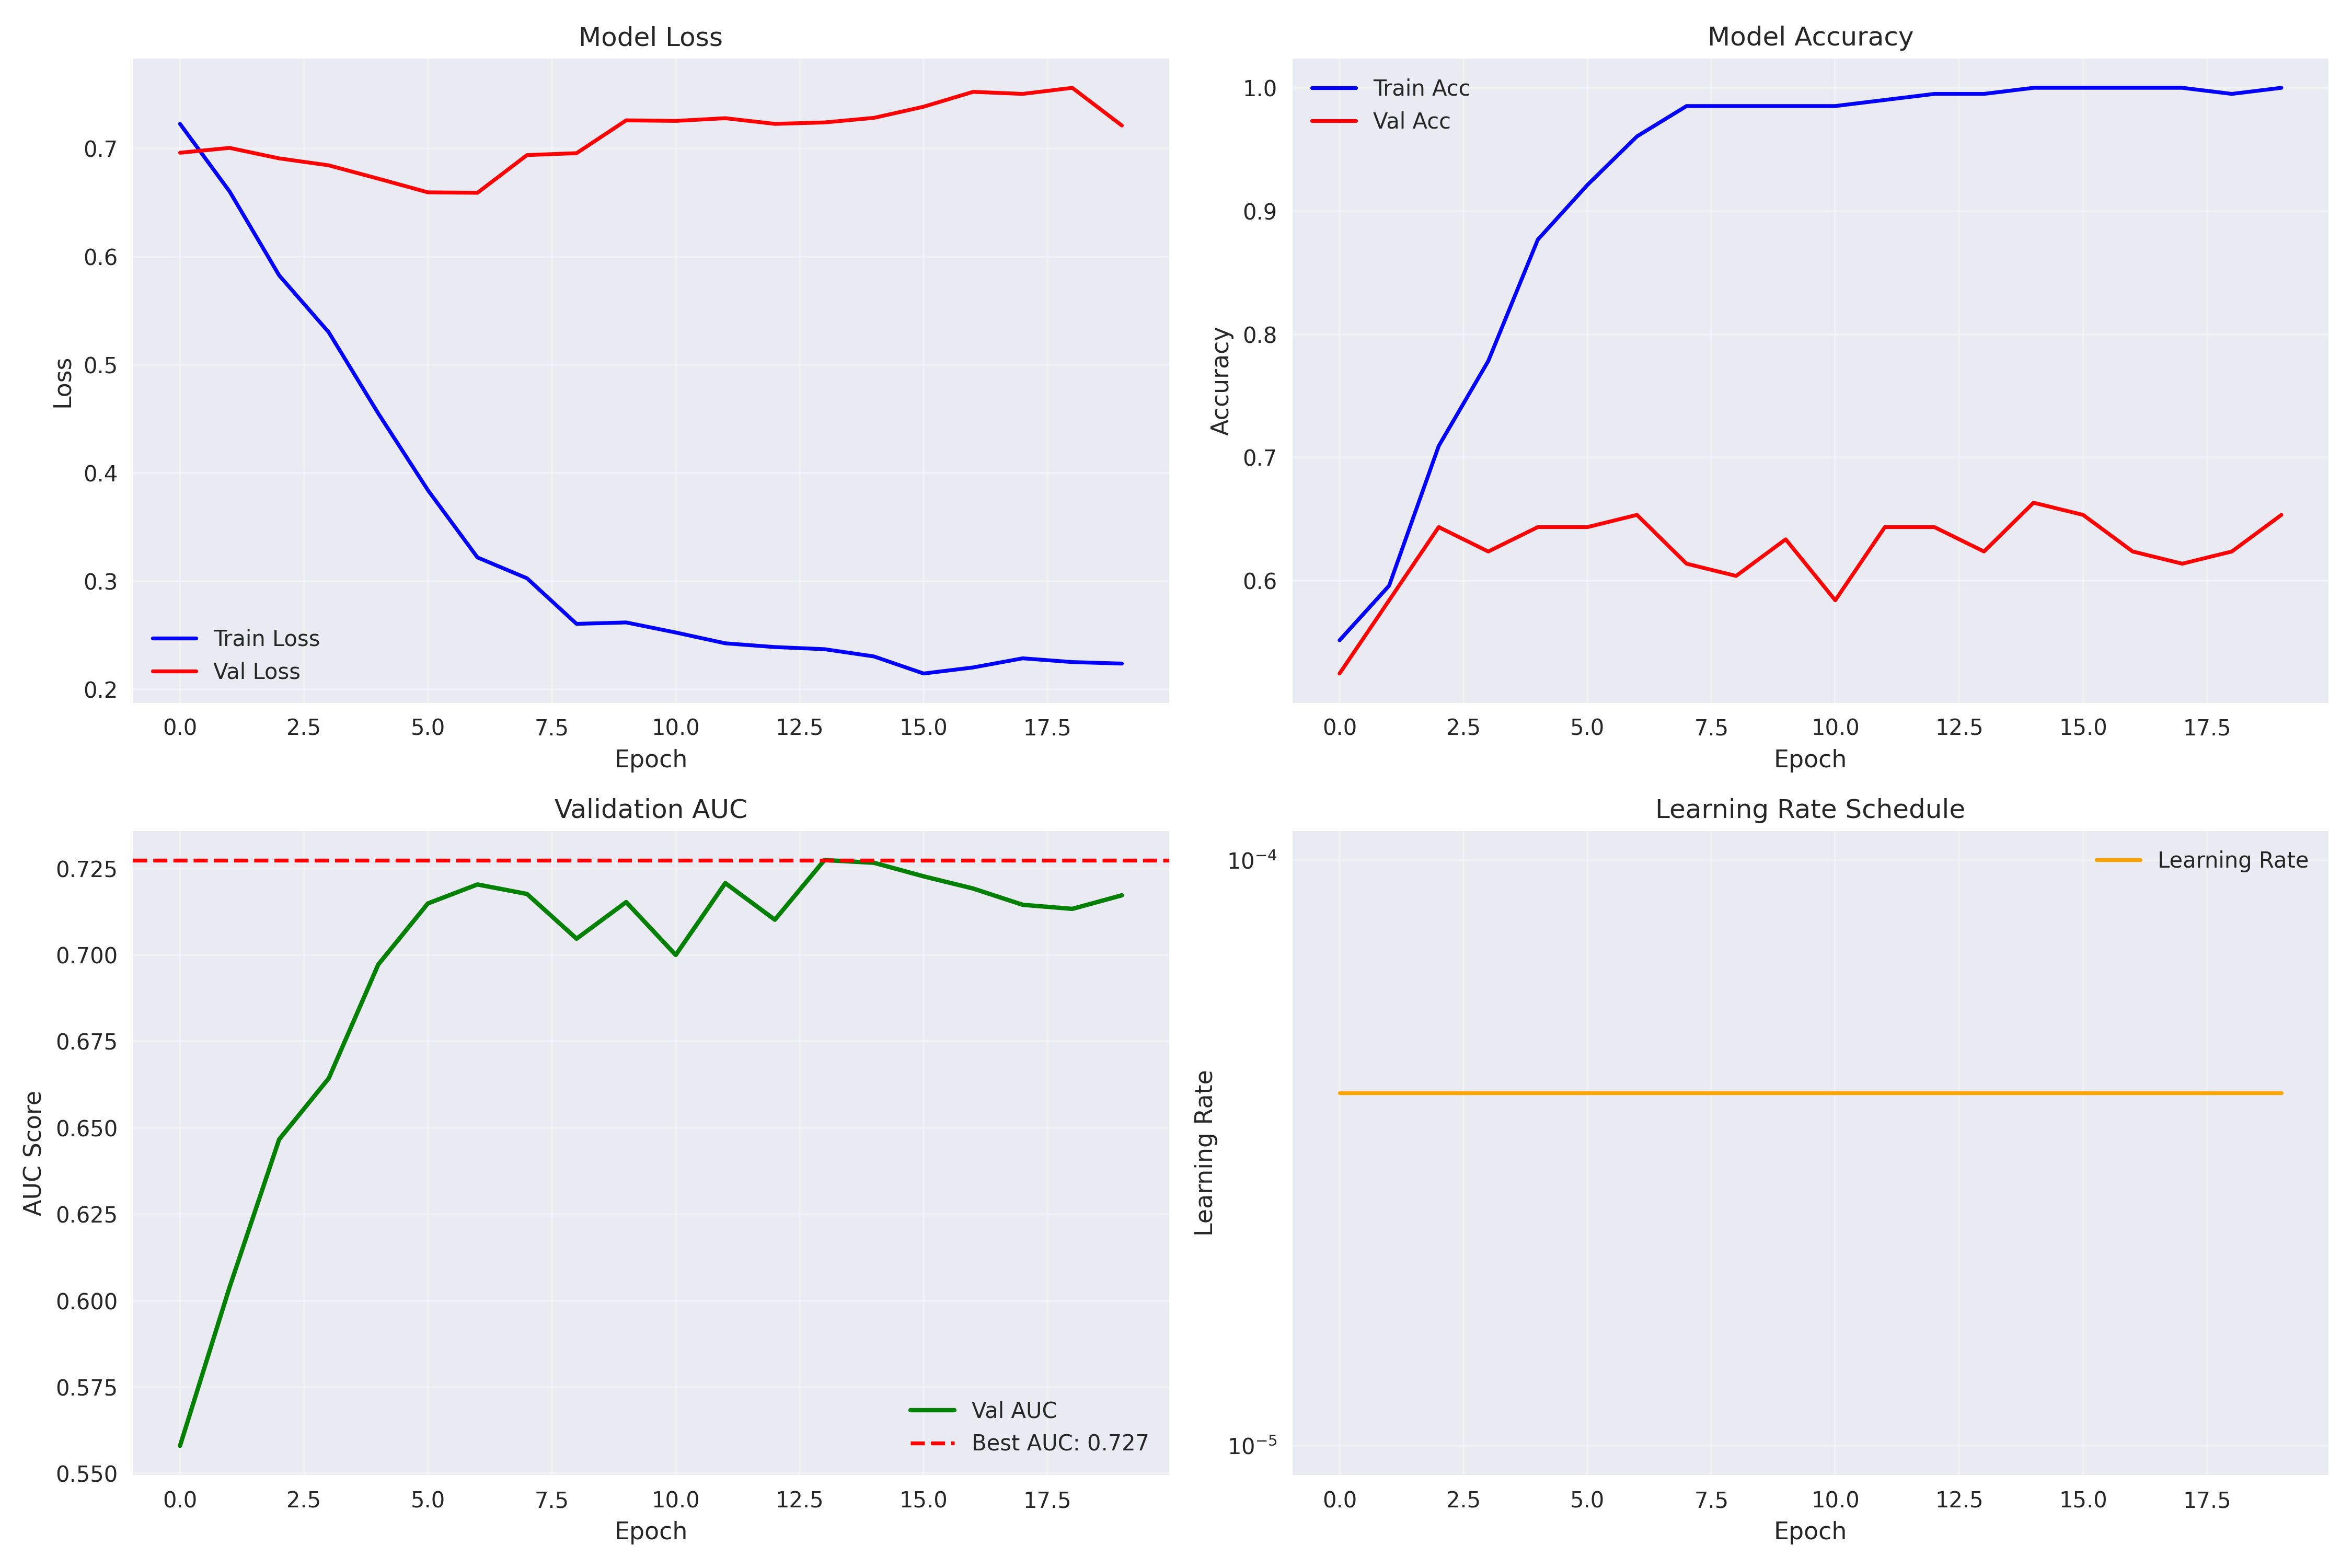 Model Loss
Loss
0.7
0.6
0.5
0.4
0.3
0.2
Train Loss
Val Loss
0.0 2.5 5.0 7.5 10.0 12.5 15.0 17.5
Epoch
Model Accuracy
Accuracy
1.0
0.9
0.8
0.7
0.6
Train Acc
Val Acc
0.0 2.5 5.0 7.5 10.0 12.5 15.0 17.5
Epoch
Validation AUC
AUC Score
0.725
0.700
0.675
0.650
0.625
0.600
0.575
0.550
Val AUC
Best AUC: 0.727
0.0 2.5 5.0 7.5 10.0 12.5 15.0 17.5
Epoch
Learning Rate Schedule
Learning Rate
10⁻⁴
10⁻⁵
Learning Rate
0.0 2.5 5.0 7.5 10.0 12.5 15.0 17.5
Epoch